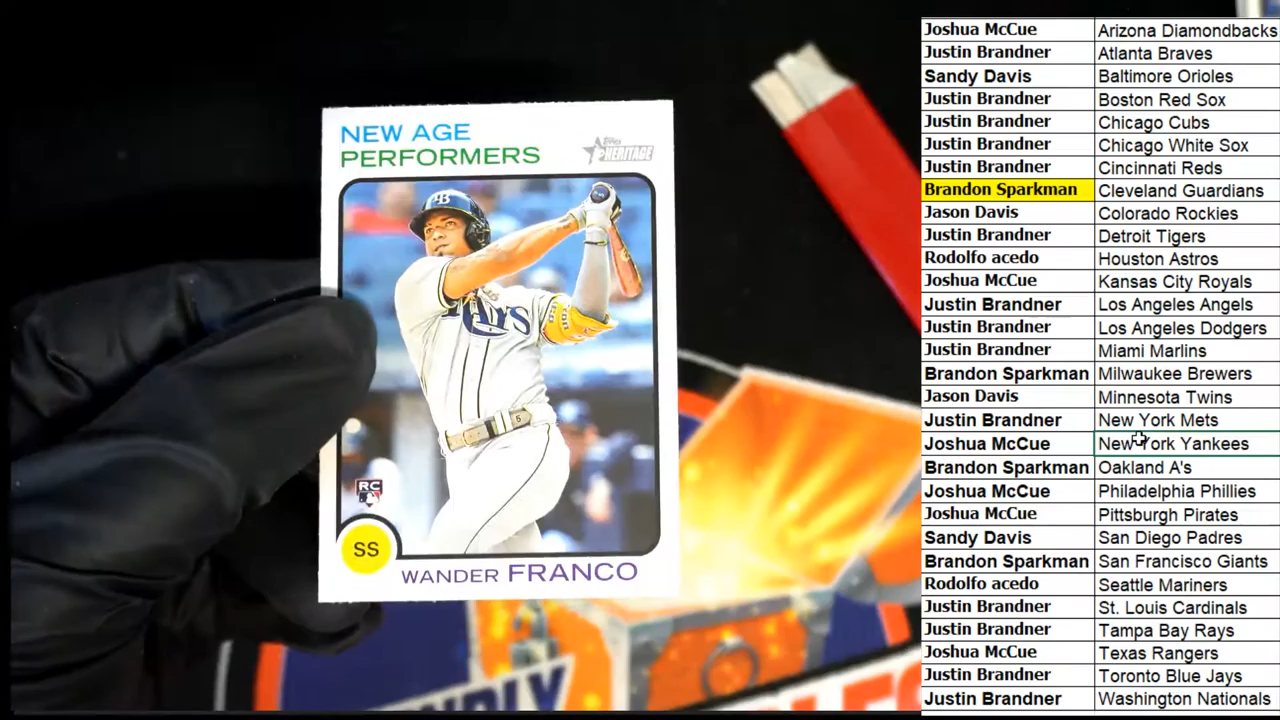 NEW AGE
PERFORMERS
Topps
HERITAGE
Rays
5
RC
SS
WANDER FRANCO
Joshua McCue Arizona Diamondbacks
Justin Brandner Atlanta Braves
Sandy Davis Baltimore Orioles
Justin Brandner Boston Red Sox
Justin Brandner Chicago Cubs
Justin Brandner Chicago White Sox
Justin Brandner Cincinnati Reds
Brandon Sparkman Cleveland Guardians
Jason Davis Colorado Rockies
Justin Brandner Detroit Tigers
Rodolfo acedo Houston Astros
Joshua McCue Kansas City Royals
Justin Brandner Los Angeles Angels
Justin Brandner Los Angeles Dodgers
Justin Brandner Miami Marlins
Brandon Sparkman Milwaukee Brewers
Jason Davis Minnesota Twins
Justin Brandner New York Mets
Joshua McCue New York Yankees
Brandon Sparkman Oakland A's
Joshua McCue Philadelphia Phillies
Joshua McCue Pittsburgh Pirates
Sandy Davis San Diego Padres
Brandon Sparkman San Francisco Giants
Rodolfo acedo Seattle Mariners
Justin Brandner St. Louis Cardinals
Justin Brandner Tampa Bay Rays
Joshua McCue Texas Rangers
Justin Brandner Toronto Blue Jays
Justin Brandner Washington Nationals